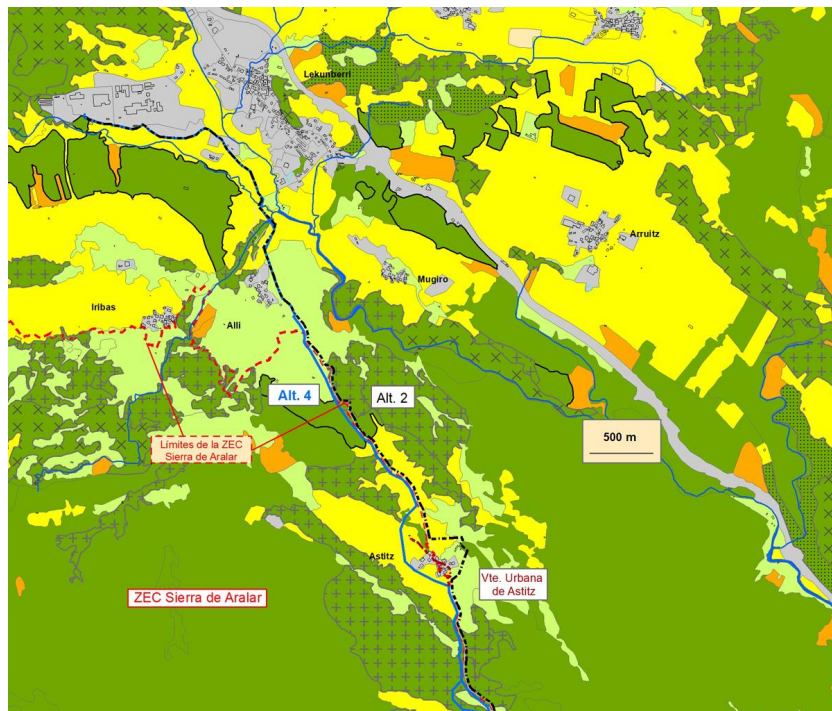 Lekunberri
Arruitz
Mugiro
Iribas
Alli
Alt. 4
Alt. 2
500 m
Límites de la ZEC
Sierra de Aralar
Astitz
Vte. Urbana
de Astitz
ZEC Sierra de Aralar